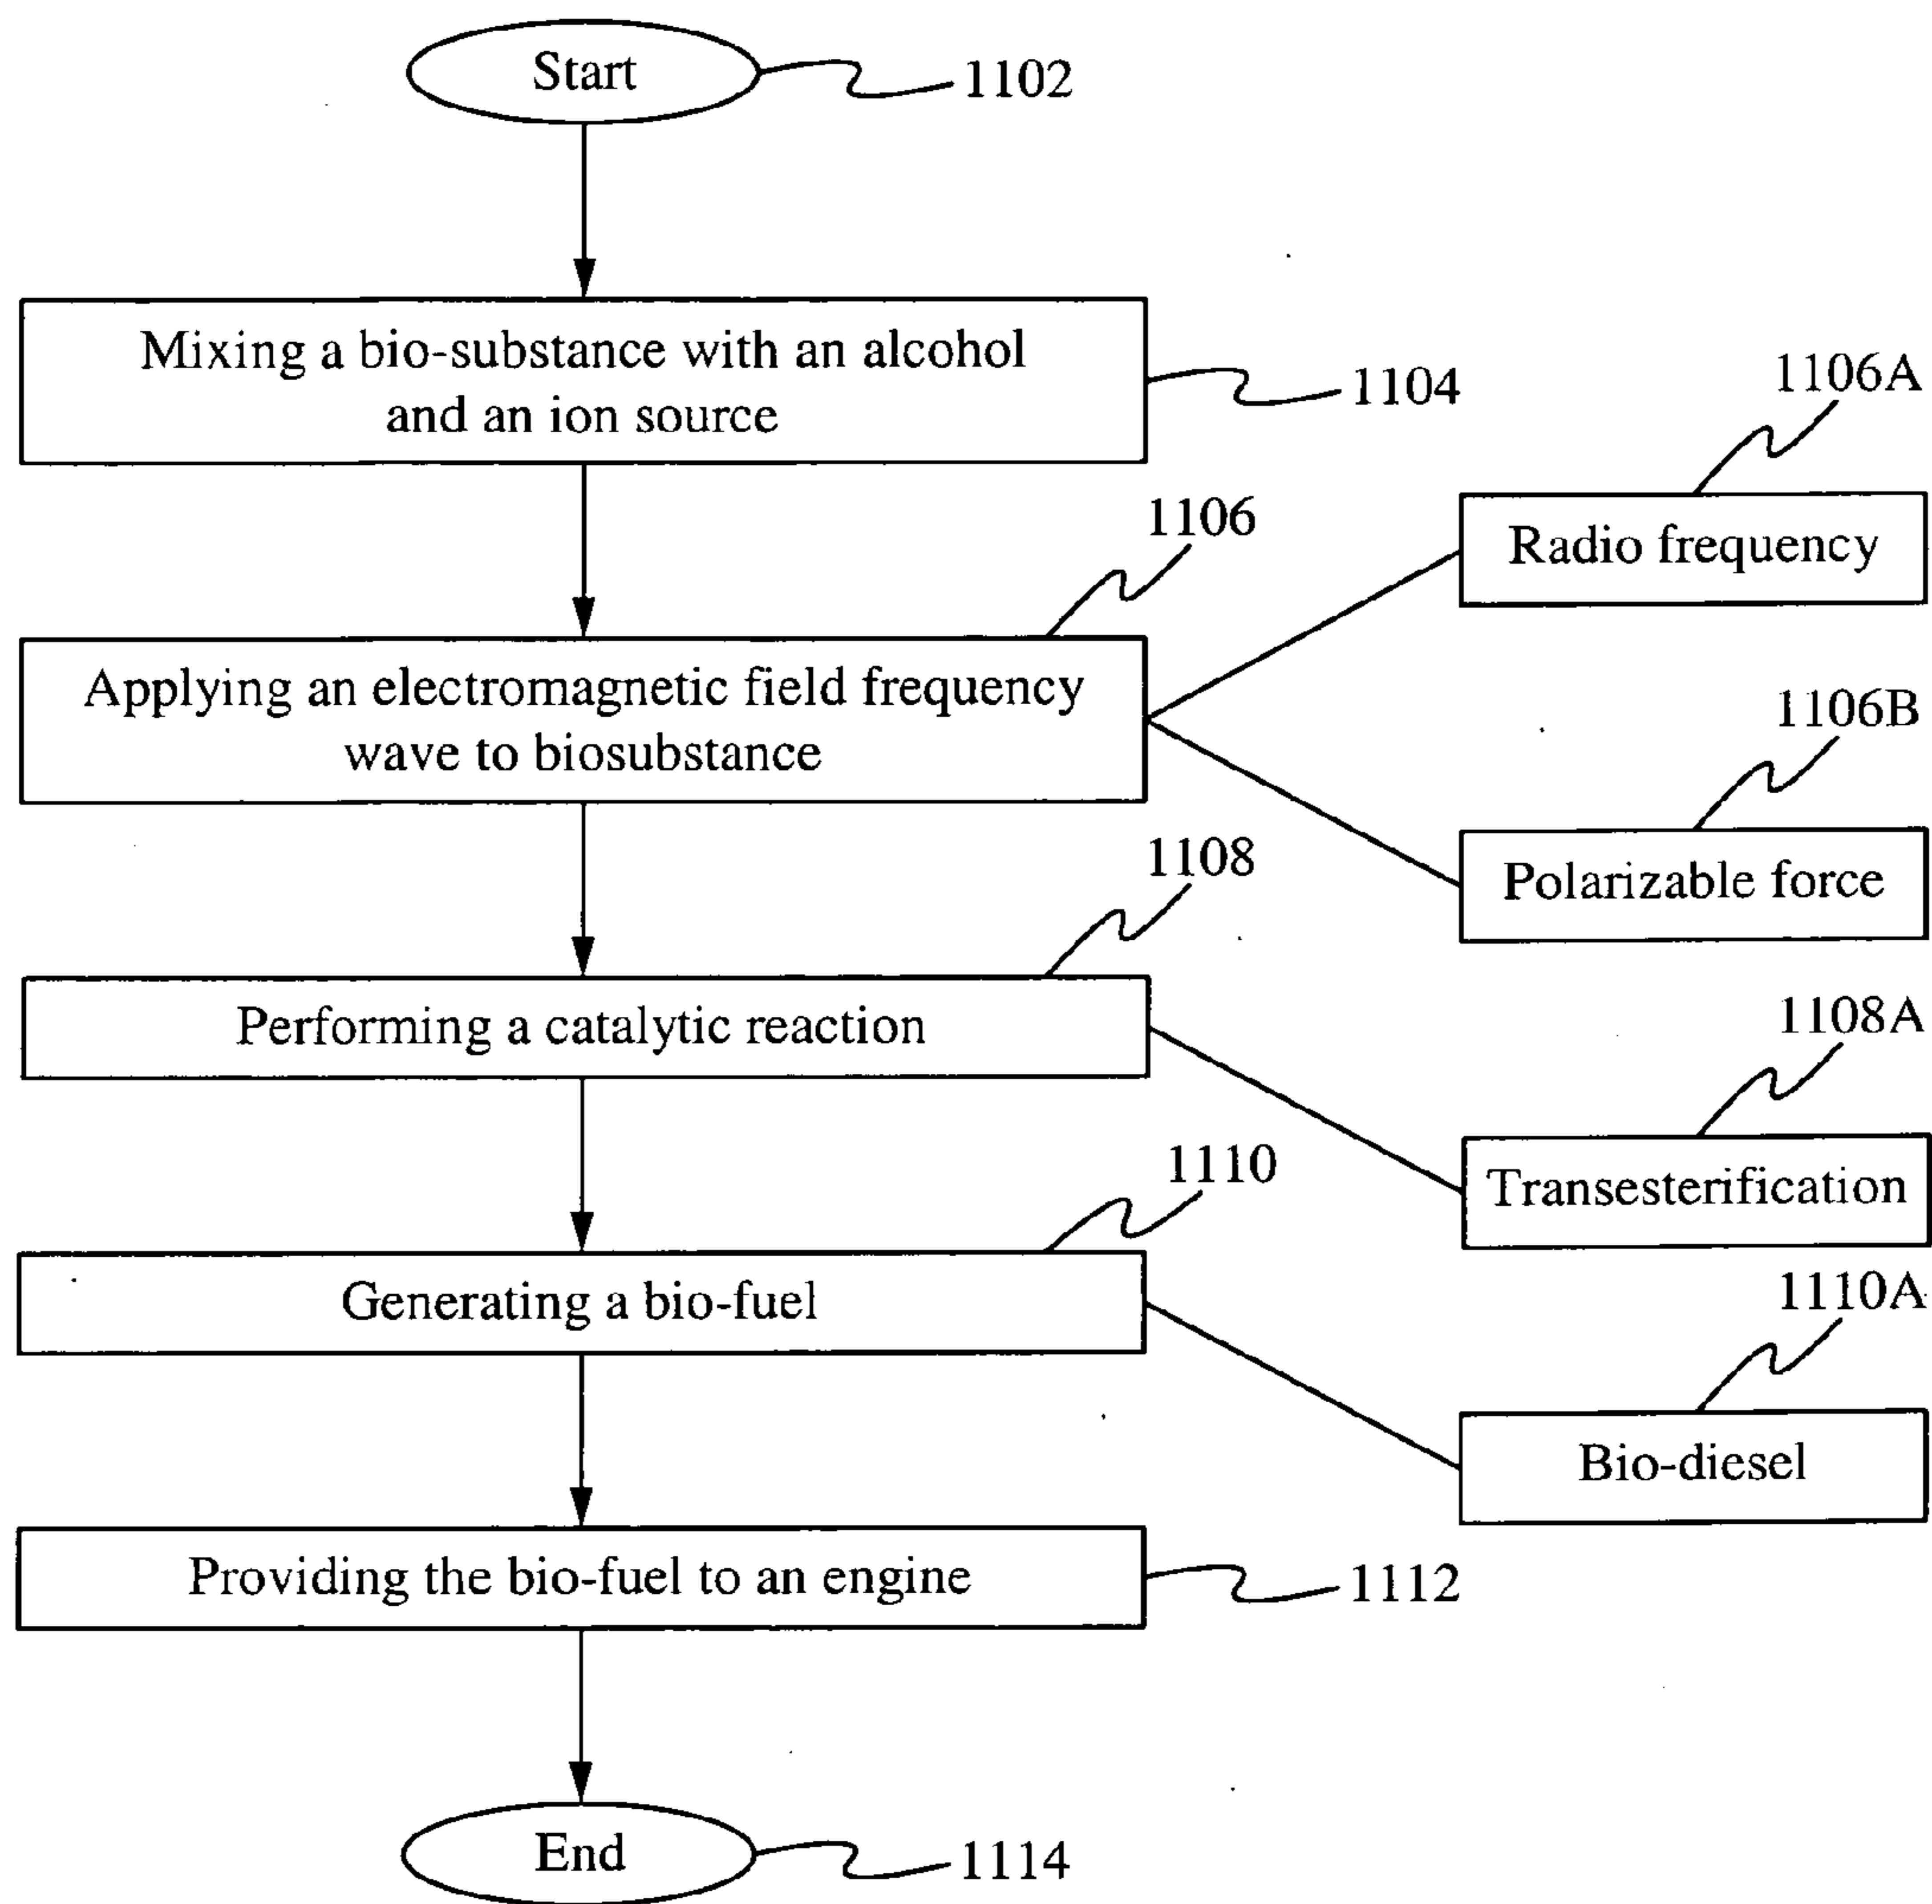 Start
1102
Mixing a bio-substance with an alcohol
and an ion source
1104
1106A
Radio frequency
1106
Applying an electromagnetic field frequency
wave to biosubstance
1106B
Polarizable force
1108
Performing a catalytic reaction
1108A
Transesterification
1110
Generating a bio-fuel
1110A
Bio-diesel
Providing the bio-fuel to an engine
1112
End
1114